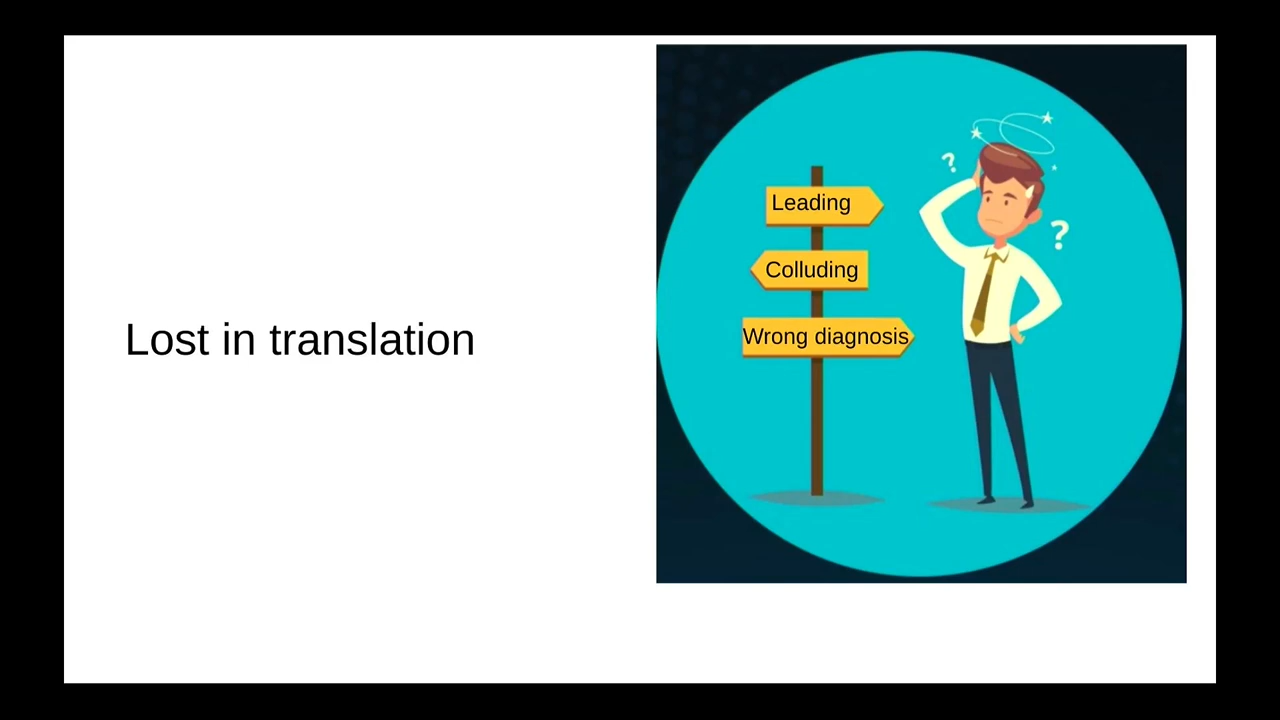 Lost in translation
Leading
Colluding
Wrong diagnosis
?
?